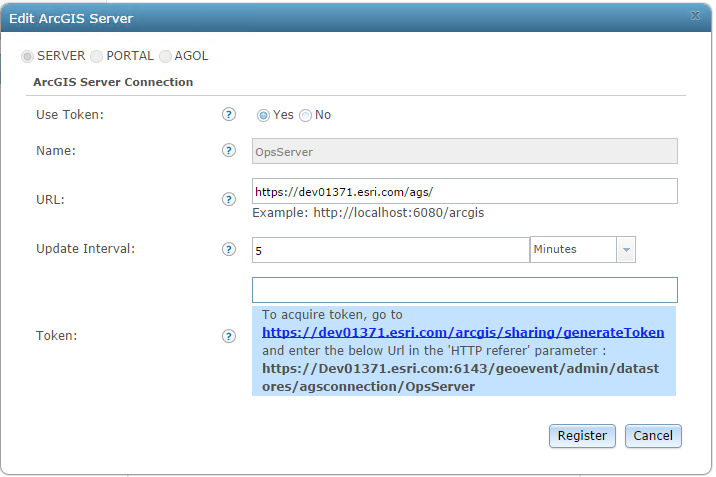 Edit ArcGIS Server
SERVER PORTAL AGOL
ArcGIS Server Connection
Use Token: ? Yes No
Name: ? OpsServer
URL: ? https://dev01371.esri.com/ags/
Example: http://localhost:6080/arcgis
Update Interval: ? 5 Minutes
Token: ?
To acquire token, go to
https://dev01371.esri.com/arcgis/sharing/generateToken
and enter the below Url in the 'HTTP referer' parameter :
https://Dev01371.esri.com:6143/geoevent/admin/datast
ores/agsconnection/OpsServer
Register Cancel